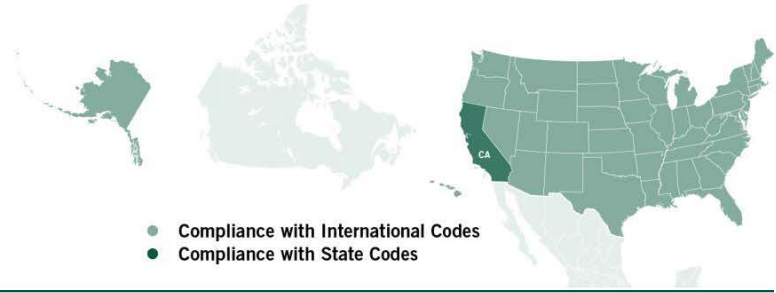 CA
Compliance with International Codes
Compliance with State Codes